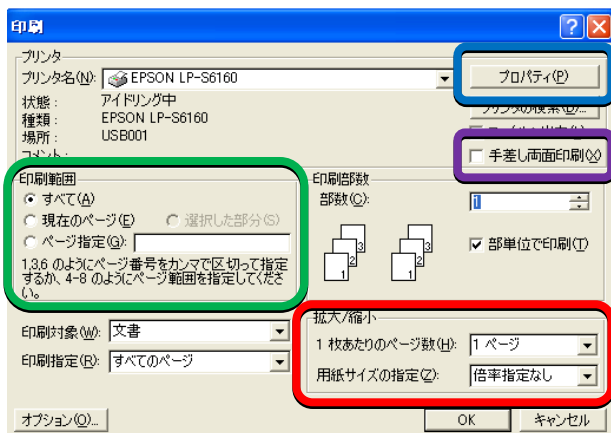 印刷
プリンタ
プリンタ名(N): EPSON LP-S6160
プロパティ(P)
状態: アイドリング中
種類: EPSON LP-S6160
場所: USB001
コメント:
手差し両面印刷(X)
印刷範囲
すべて(A)
現在のページ(E) 選択した部分(S)
ページ指定(G):
1,3,6 のようにページ番号をカンマで区切って指定
するか、4-8 のようにページ範囲を指定してくださ
い。
印刷部数
部数(C): 1
1 2 3 1 2 3
部単位で印刷(T)
印刷対象(W): 文書
印刷指定(R): すべてのページ
拡大/縮小
1 枚あたりのページ数(H): 1 ページ
用紙サイズの指定(Z): 倍率指定なし
オプション(O)...
OK キャンセル